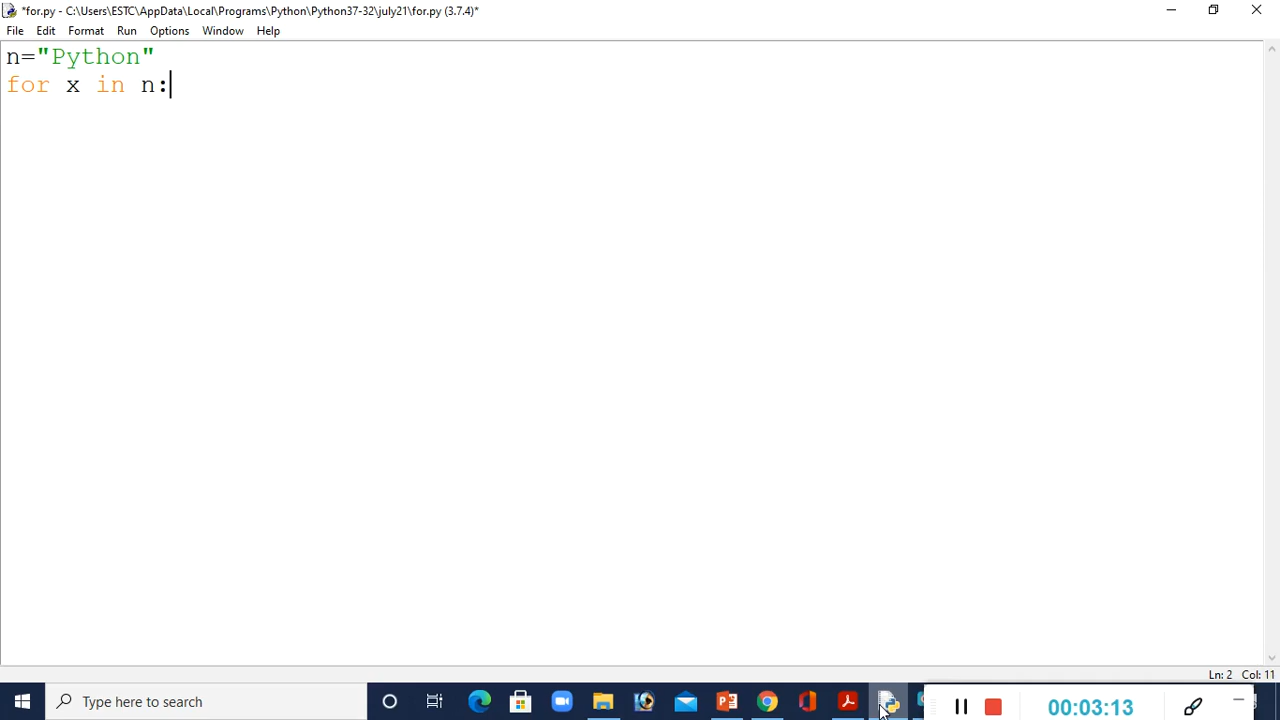 *for.py - C:\Users\ESTC\AppData\Local\Programs\Python\Python37-32\july21\for.py (3.7.4)*
File Edit Format Run Options Window Help
n="Python"
for x in n:
Ln: 2 Col: 11
Type here to search
00:03:13